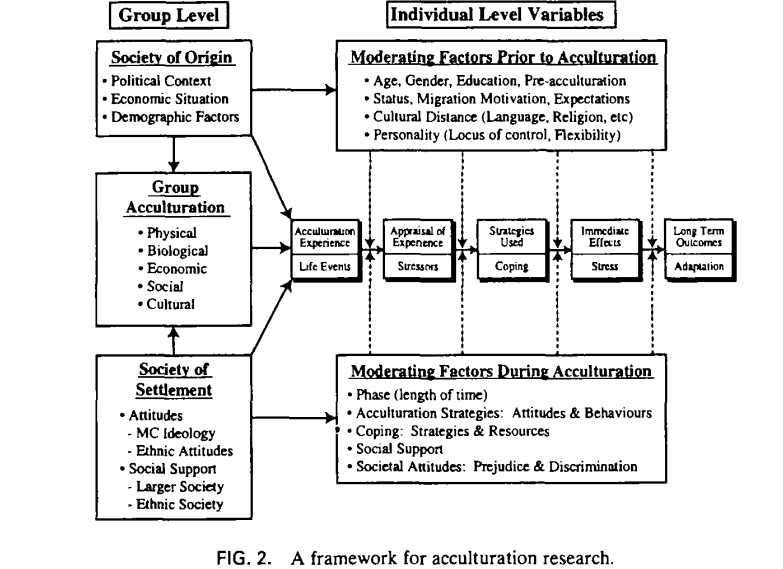 Group Level
Individual Level Variables
Society of Origin
• Political Context
• Economic Situation
• Demographic Factors
Moderating Factors Prior to Acculturation
• Age, Gender, Education, Pre-acculturation
• Status, Migration Motivation, Expectations
• Cultural Distance (Language, Religion, etc)
• Personality (Locus of control, Flexibility)
Group
Acculturation
• Physical
• Biological
• Economic
• Social
• Cultural
Acculturation
Experience
Life Events
Appraisal of
Experience
Stressors
Strategies
Used
Coping
Immediate
Effects
Stress
Long Term
Outcomes
Adaptation
Society of
Settlement
• Attitudes
- MC Ideology
- Ethnic Attitudes
• Social Support
- Larger Society
- Ethnic Society
Moderating Factors During Acculturation
• Phase (length of time)
• Acculturation Strategies: Attitudes & Behaviours
• Coping: Strategies & Resources
• Social Support
• Societal Attitudes: Prejudice & Discrimination
FIG. 2. A framework for acculturation research.